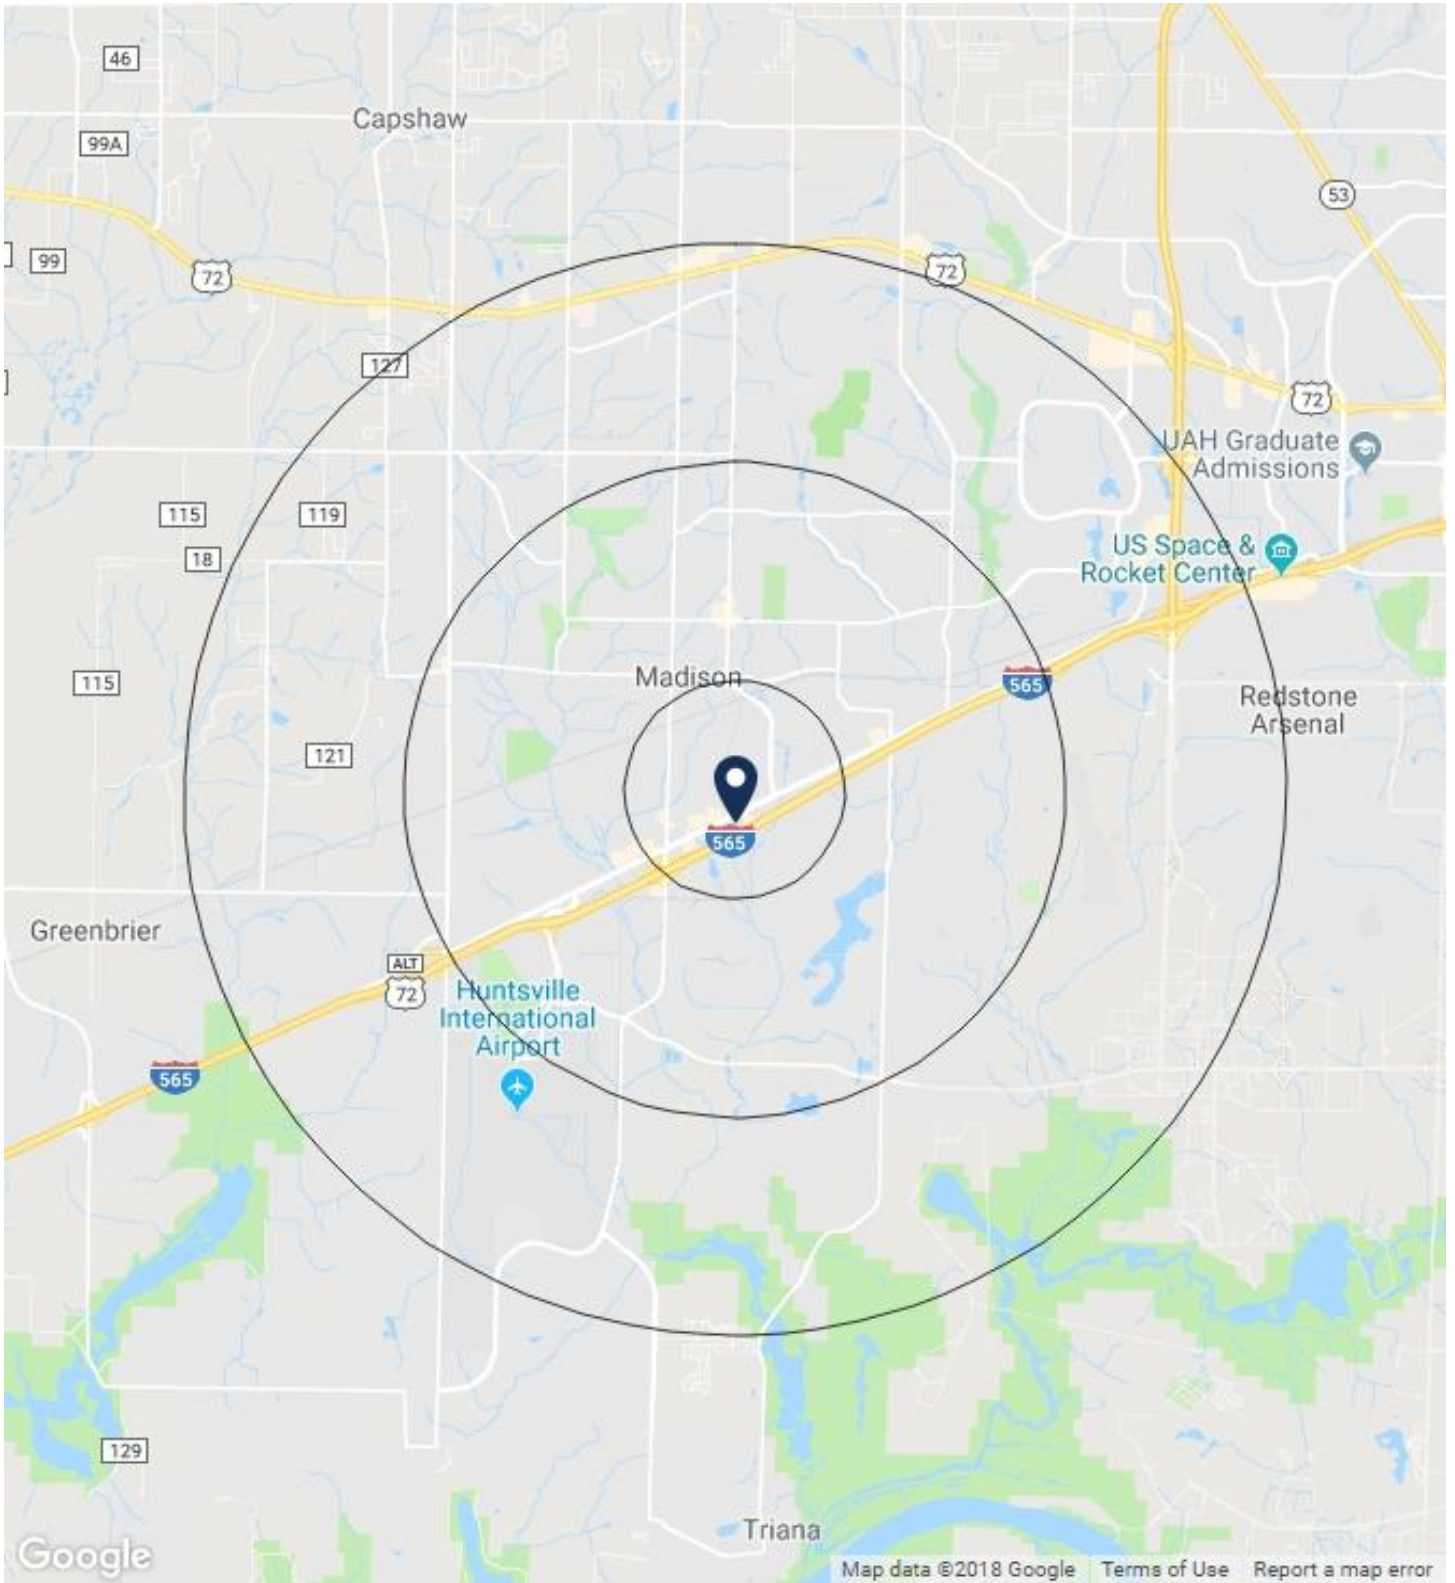 46
Capshaw
99A
53
99
72
72
127
72
UAH Graduate
Admissions
115
119
18
US Space &
Rocket Center
Madison
565
115
Redstone
Arsenal
121
565
Greenbrier
ALT
72
Huntsville
International
Airport
565
129
Triana
Google
Map data ©2018 Google Terms of Use Report a map error